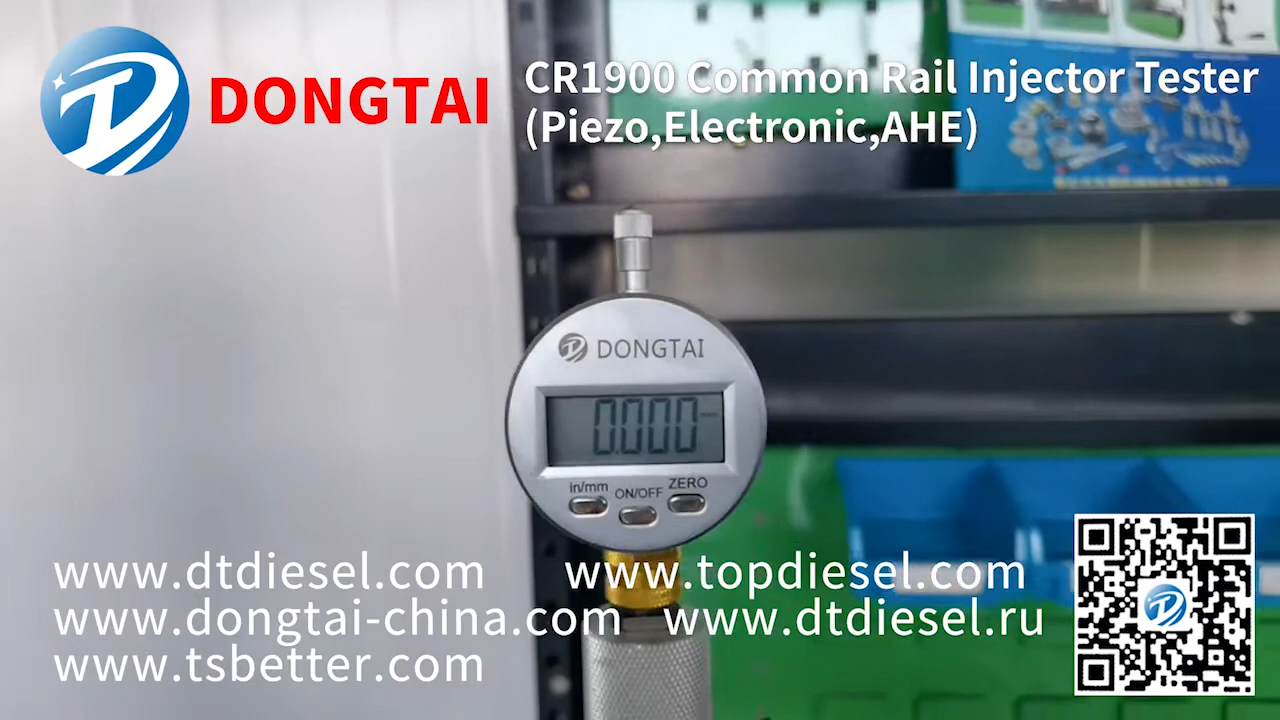 DONGTAI
CR1900 Common Rail Injector Tester
(Piezo,Electronic,AHE)
DONGTAI
0.000
in/mm
ON/OFF
ZERO
www.dtdiesel.com
www.topdiesel.com
www.dongtai-china.com
www.dtdiesel.ru
www.tsbetter.com